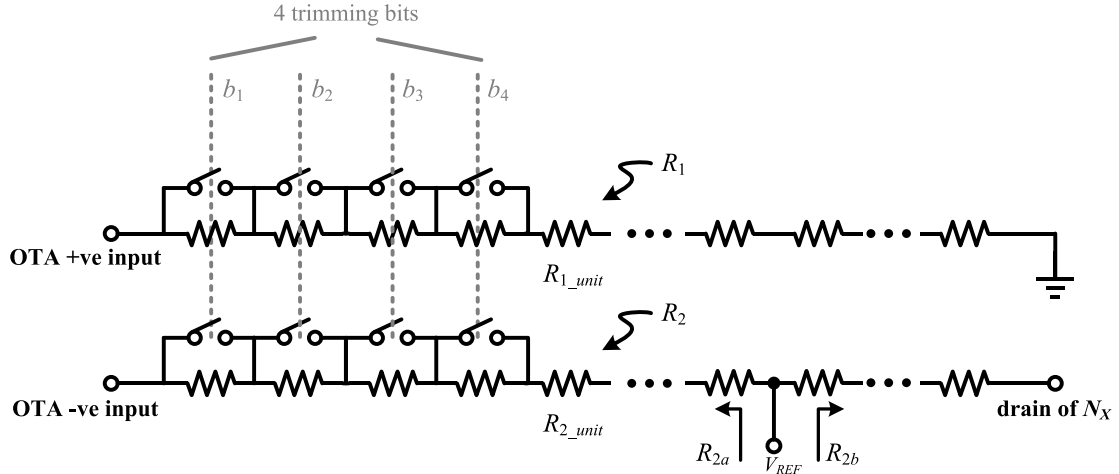 4 trimming bits
b1 b2 b3 b4
R1
OTA +ve input
R1_unit
R2
OTA -ve input
R2_unit
R2a
VREF
R2b
drain of NX